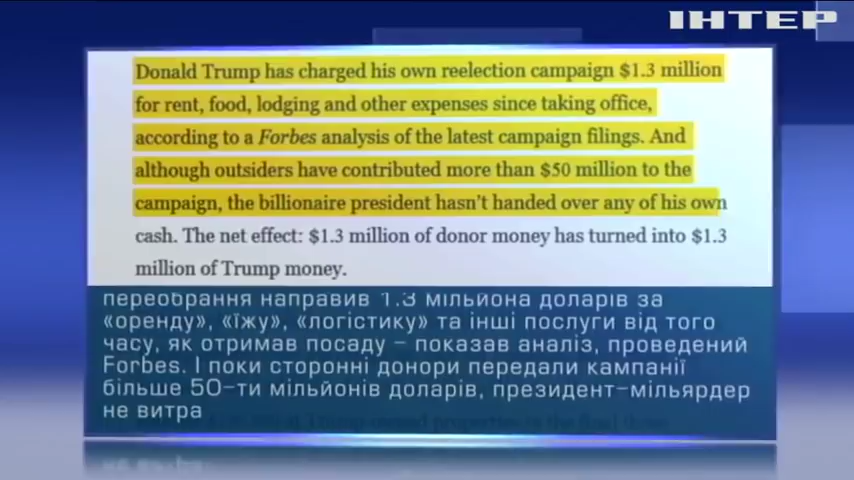 ІНТЕР
Donald Trump has charged his own reelection campaign $1.3 million
for rent, food, lodging and other expenses since taking office,
according to a Forbes analysis of the latest campaign filings. And
although outsiders have contributed more than $50 million to the
campaign, the billionaire president hasn't handed over any of his own
cash. The net effect: $1.3 million of donor money has turned into $1.3
million of Trump money.
переобрання направив 1.3 мільйона доларів за
«оренду», «їжу», «логістику» та інші послуги від того
часу, як отримав посаду – показав аналіз, проведений
Forbes. І поки сторонні донори передали кампанії
більше 50-ти мільйонів доларів, президент-мільярдер
не витра